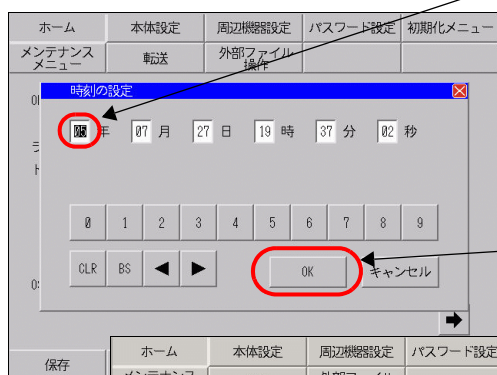 ホーム 本体設定 周辺機器設定 パスワード設定 初期化メニュー
メンテナンスメニュー 転送 外部ファイル操作
時刻の設定
05 年 07 月 27 日 19 時 37 分 02 秒
0 1 2 3 4 5 6 7 8 9
CLR BS ◀ ▶ OK キャンセル
保存
ホーム 本体設定 周辺機器設定 パスワード設定